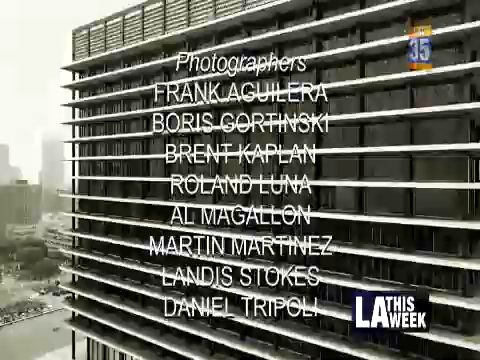 35
Photographers
FRANK AGUILERA
BORIS GORTINSKI
BRENT KAPLAN
ROLAND LUNA
AL MAGALLON
MARTIN MARTINEZ
LANDIS STOKES
DANIEL TRIPOLI
LA THIS WEEK